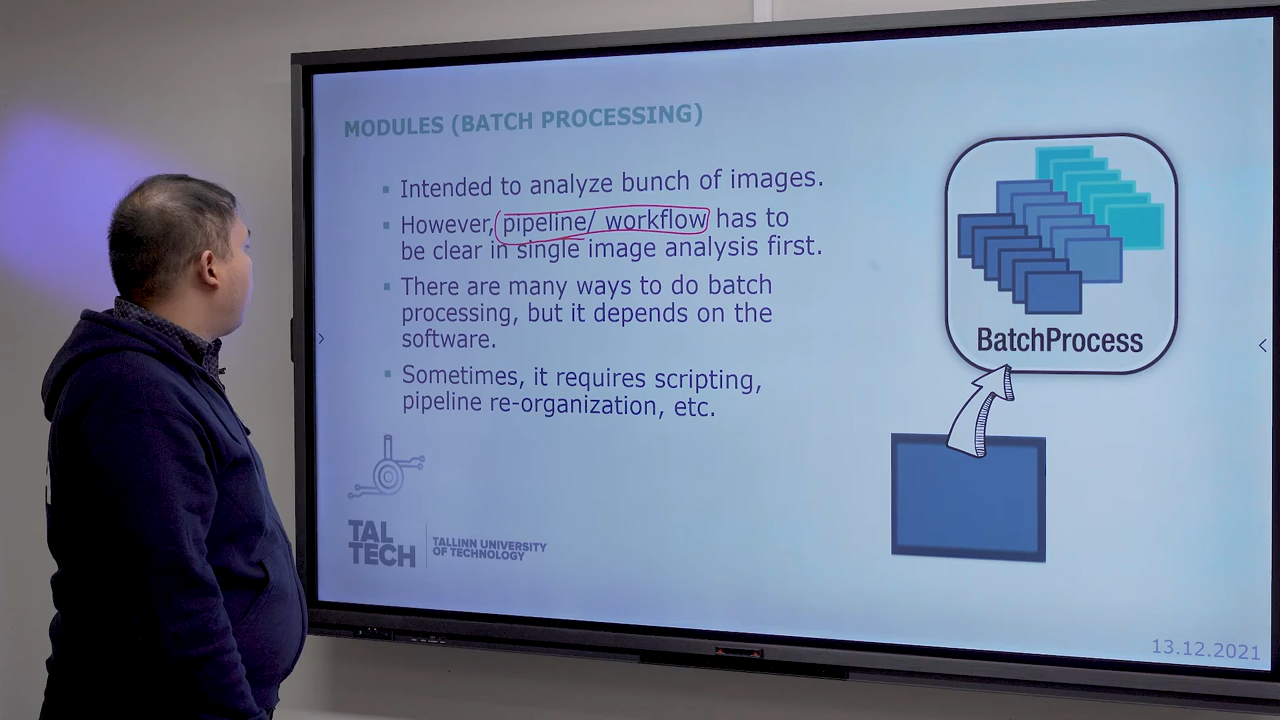 MODULES (BATCH PROCESSING)
Intended to analyze bunch of images.
However, pipeline/ workflow has to
be clear in single image analysis first.
There are many ways to do batch
processing, but it depends on the
software.
Sometimes, it requires scripting,
pipeline re-organization, etc.
BatchProcess
TAL
TECH
TALLINN UNIVERSITY
OF TECHNOLOGY
13.12.2021